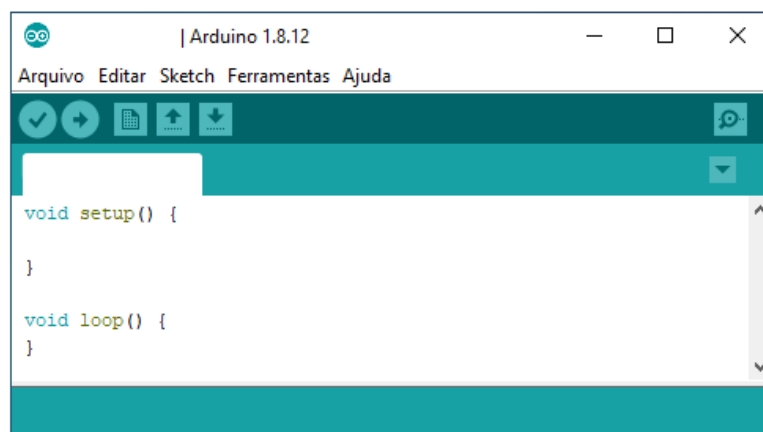 | Arduino 1.8.12
Arquivo Editar Sketch Ferramentas Ajuda
void setup() {
}
void loop() {
}